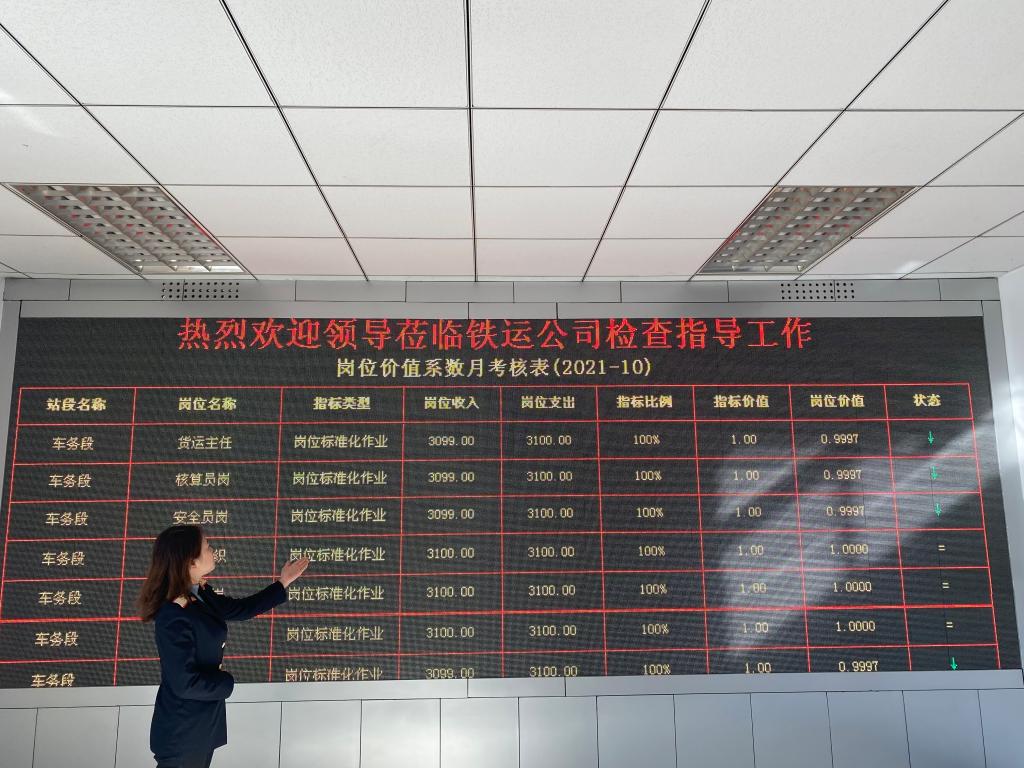 热烈欢迎领导莅临铁运公司检查指导工作
岗位价值系数月考核表(2021-10)
站段名称 岗位名称 指标类型 岗位收入 岗位支出 指标比例 指标价值 岗位价值 状态
车务段 货运主任 岗位标准化作业 3099.00 3100.00 100% 1.00 0.9997 ↓
车务段 核算员岗 岗位标准化作业 3099.00 3100.00 100% 1.00 0.9997 ↓
车务段 安全员岗 岗位标准化作业 3099.00 3100.00 100% 1.00 0.9997 ↓
车务段 织 岗位标准化作业 3100.00 3100.00 100% 1.00 1.0000 =
车务段 岗位标准化作业 3100.00 3100.00 100% 1.00 1.0000 =
车务段 岗位标准化作业 3100.00 3100.00 100% 1.00 1.0000 =
车务段 岗位标准化作业 3099.00 3100.00 100% 1.00 0.9997 ↓